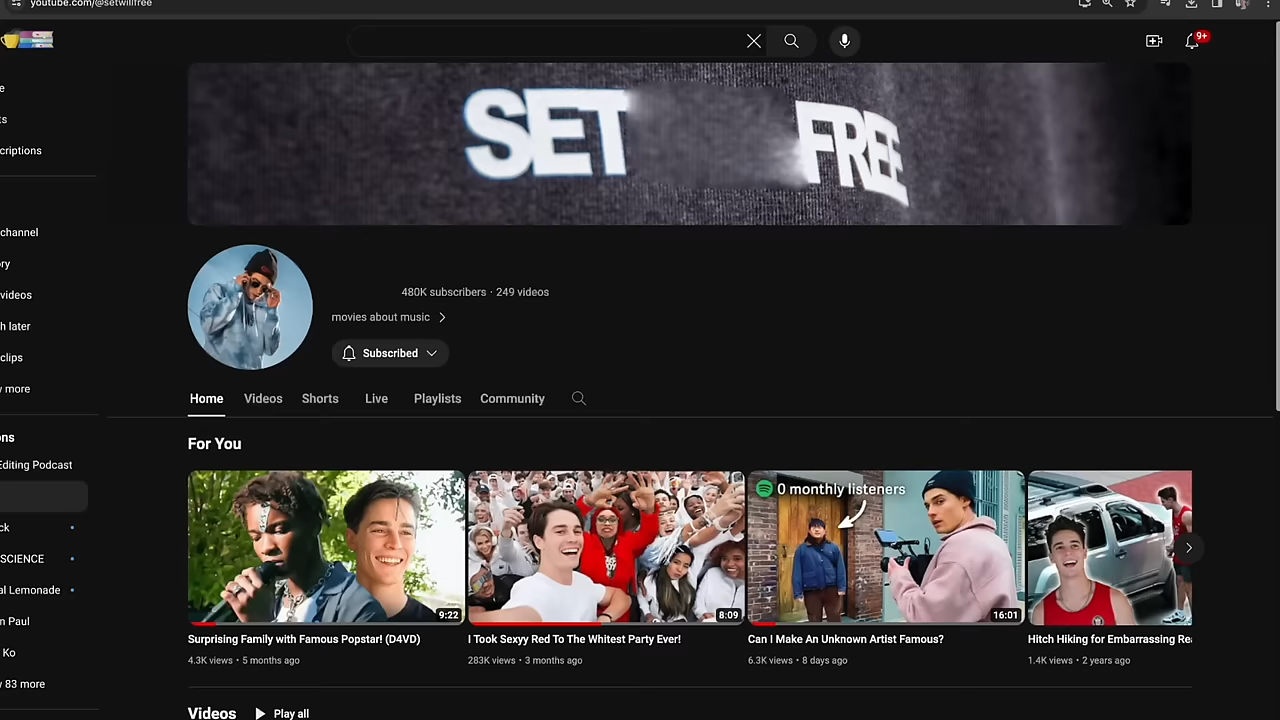 youtube.com/@setwillfree
9+
SET FREE
e
ts
criptions
channel
ry
videos
h later
clips
w more
ons
Editing Podcast
ck
SCIENCE
al Lemonade
n Paul
Ko
w 83 more
480K subscribers · 249 videos
movies about music
Subscribed
Home Videos Shorts Live Playlists Community
For You
0 monthly listeners
9:22
8:09
16:01
Surprising Family with Famous Popstar! (D4VD)
4.3K views · 5 months ago
I Took Sexyy Red To The Whitest Party Ever!
283K views · 3 months ago
Can I Make An Unknown Artist Famous?
6.3K views · 8 days ago
Hitch Hiking for Embarrassing Re
1.4K views · 2 years ago
Videos Play all